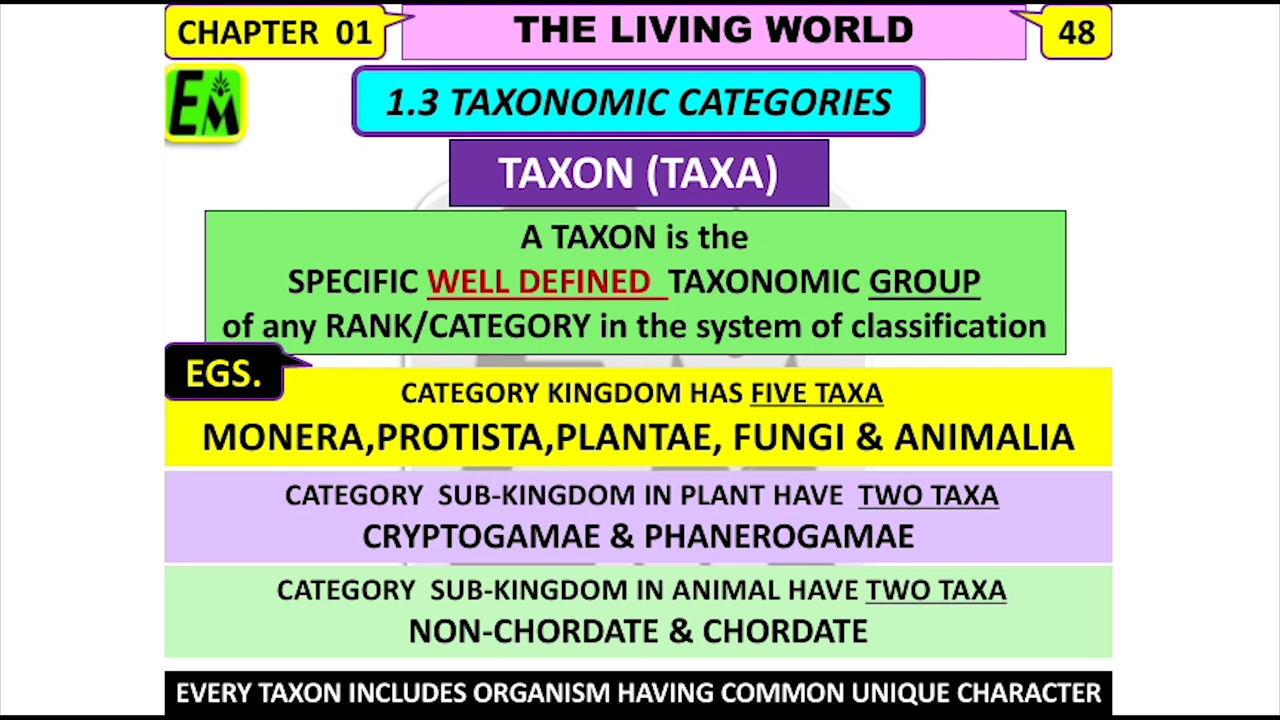 CHAPTER 01
THE LIVING WORLD
48
EM
1.3 TAXONOMIC CATEGORIES
TAXON (TAXA)
A TAXON is the
SPECIFIC WELL DEFINED TAXONOMIC GROUP
of any RANK/CATEGORY in the system of classification
EGS.
CATEGORY KINGDOM HAS FIVE TAXA
MONERA,PROTISTA,PLANTAE, FUNGI & ANIMALIA
CATEGORY SUB-KINGDOM IN PLANT HAVE TWO TAXA
CRYPTOGAMAE & PHANEROGAMAE
CATEGORY SUB-KINGDOM IN ANIMAL HAVE TWO TAXA
NON-CHORDATE & CHORDATE
EVERY TAXON INCLUDES ORGANISM HAVING COMMON UNIQUE CHARACTER